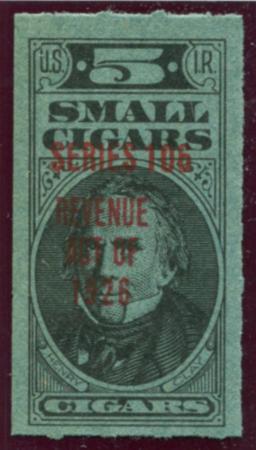 U.S. 5 I.R.
SMALL
CIGARS
SERIES 106
REVENUE
ACT OF
1926
HENRY CLAY
CIGARS